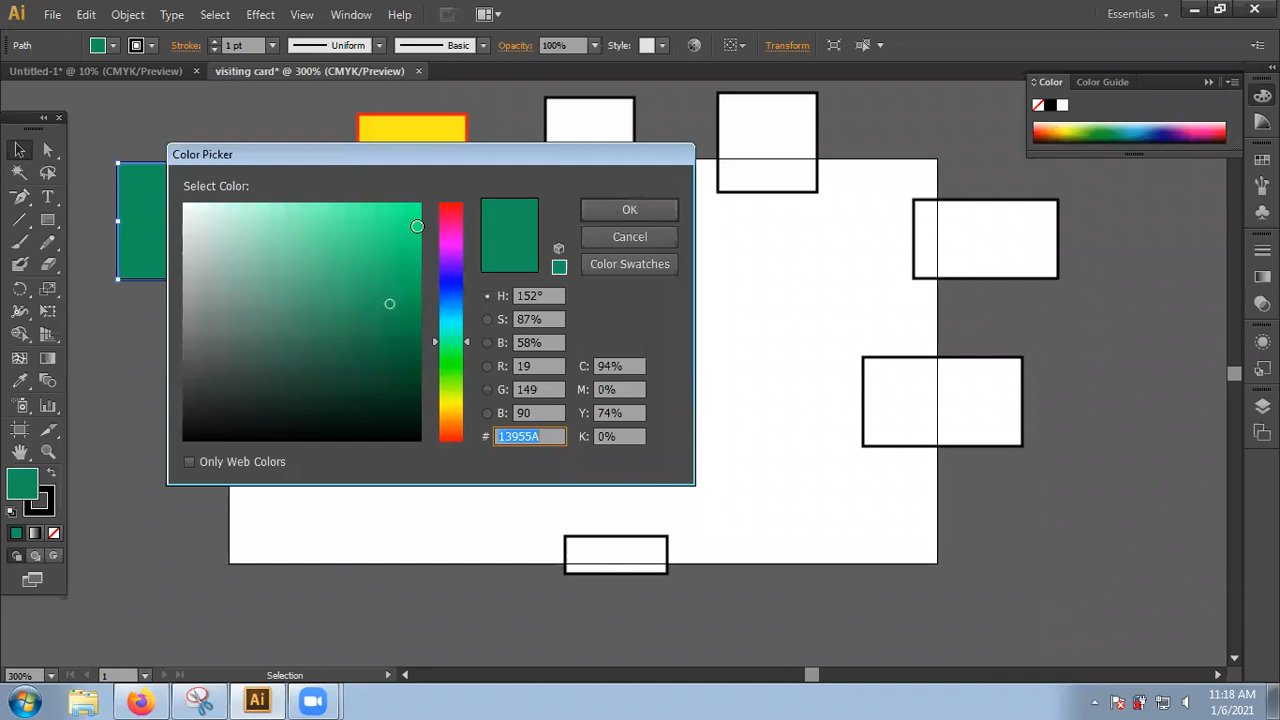 Ai File Edit Object Type Select Effect View Window Help Essentials
Path Stroke: 1 pt Uniform Basic Opacity: 100% Style: Transform
Untitled-1* @ 10% (CMYK/Preview) × visiting card* @ 300% (CMYK/Preview) ×
Color Color Guide
Color Picker
Select Color:
OK
Cancel
Color Swatches
H: 152°
S: 87%
B: 58%
R: 19 C: 94%
G: 149 M: 0%
B: 90 Y: 74%
# 13955A K: 0%
Only Web Colors
300% 1 Selection
Ai 11:18 AM
1/6/2021